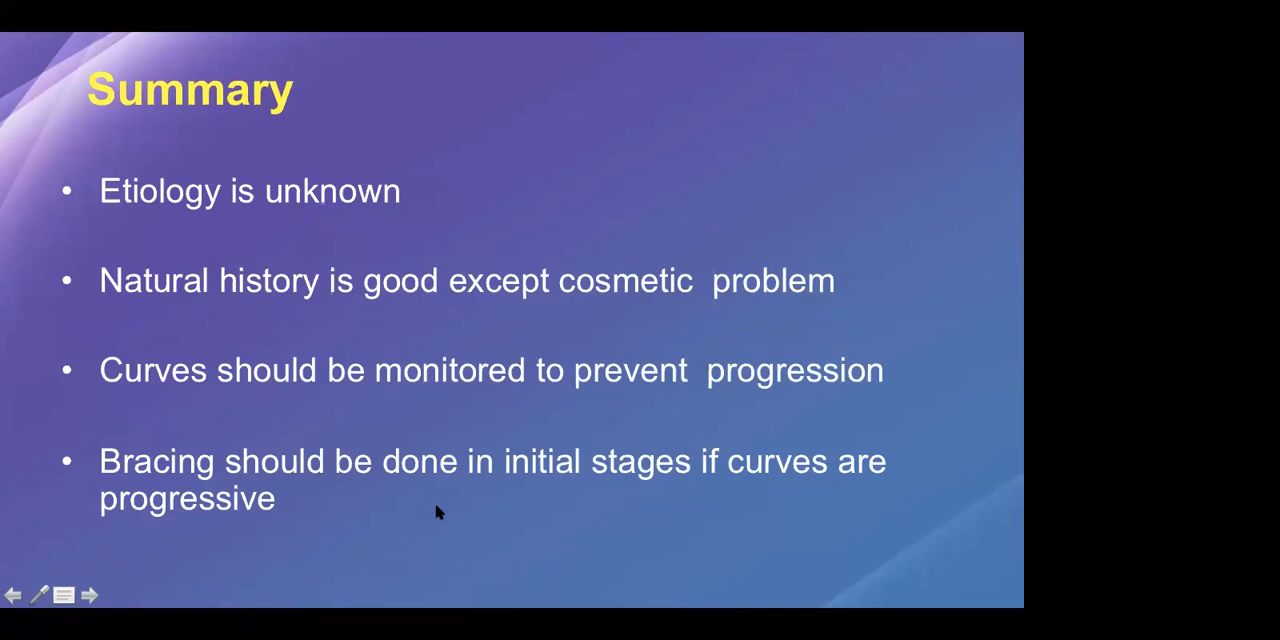 Summary
• Etiology is unknown
• Natural history is good except cosmetic  problem
• Curves should be monitored to prevent  progression
• Bracing should be done in initial stages if curves are
progressive